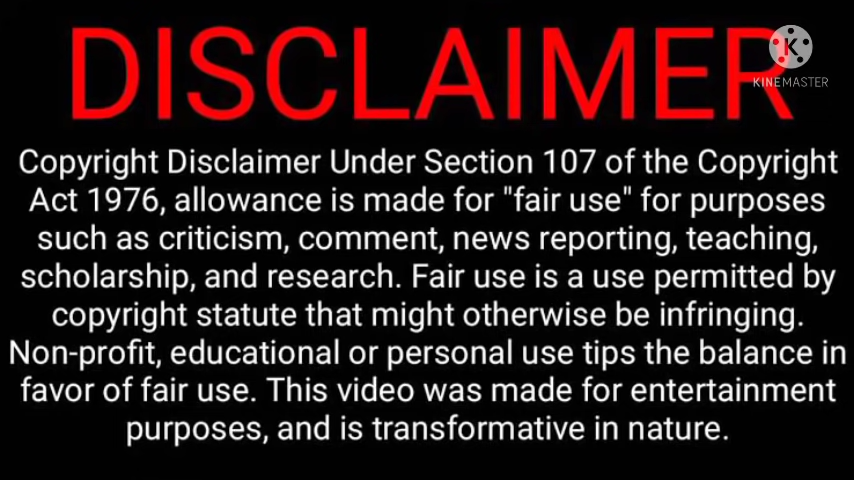 DISCLAIMER
K
KINEMASTER
Copyright Disclaimer Under Section 107 of the Copyright
Act 1976, allowance is made for "fair use" for purposes
such as criticism, comment, news reporting, teaching,
scholarship, and research. Fair use is a use permitted by
copyright statute that might otherwise be infringing.
Non-profit, educational or personal use tips the balance in
favor of fair use. This video was made for entertainment
purposes, and is transformative in nature.